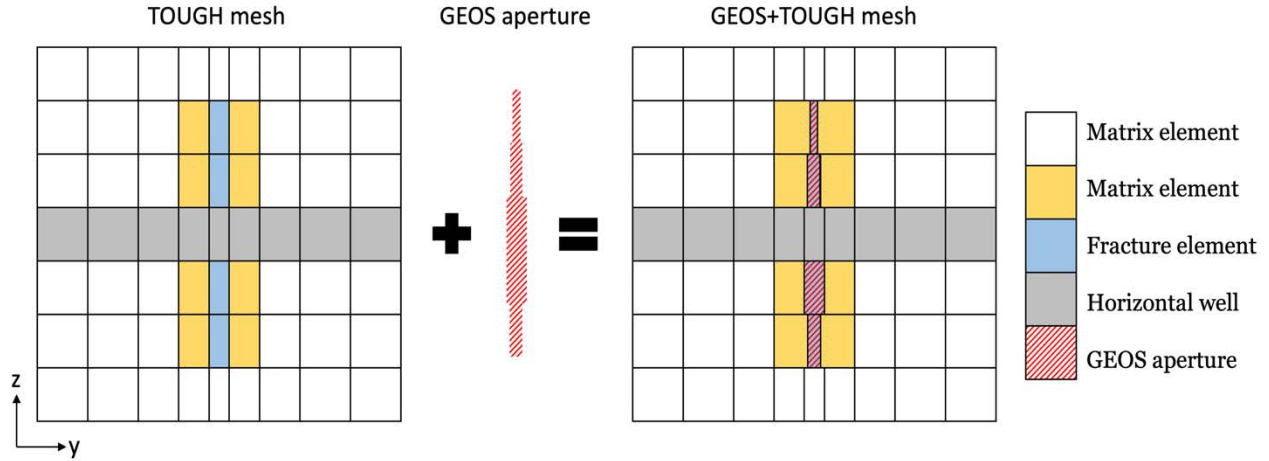 TOUGH mesh
GEOS aperture
GEOS+TOUGH mesh
Matrix element
Matrix element
Fracture element
Horizontal well
GEOS aperture
z
y